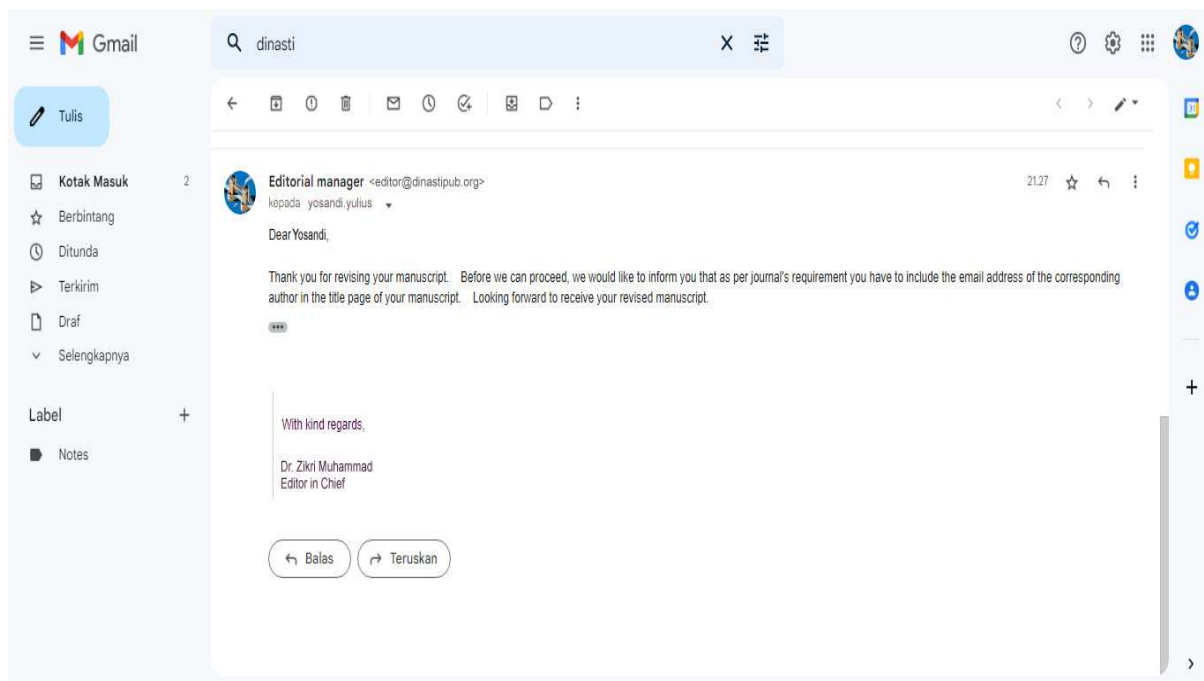 Gmail
dinasti
Tulis
Kotak Masuk 2
Berbintang
Ditunda
Terkirim
Draf
Selengkapnya
Label
Notes
Editorial manager <editor@dinastipub.org>
21.27
kepada yosandi.yulius
Dear Yosandi,
Thank you for revising your manuscript. Before we can proceed, we would like to inform you that as per journal's requirement you have to include the email address of the corresponding
author in the title page of your manuscript. Looking forward to receive your revised manuscript.
With kind regards,
Dr. Zikri Muhammad
Editor in Chief
Balas
Teruskan
31